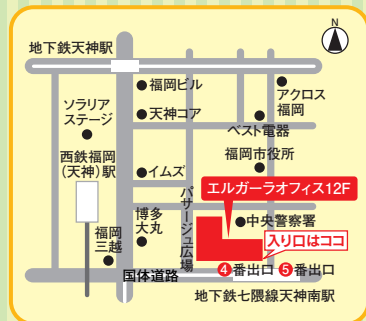 N
地下鉄天神駅
福岡ビル
アクロス
福岡
ソラリア
ステージ
天神コア
ベスト電器
西鉄福岡
(天神)駅
福岡市役所
イムズ
エルガーラオフィス12F
パサージュ広場
博多
大丸
中央警察署
入り口はココ
福岡
三越
国体道路
4番出口 5番出口
地下鉄七隈線天神南駅